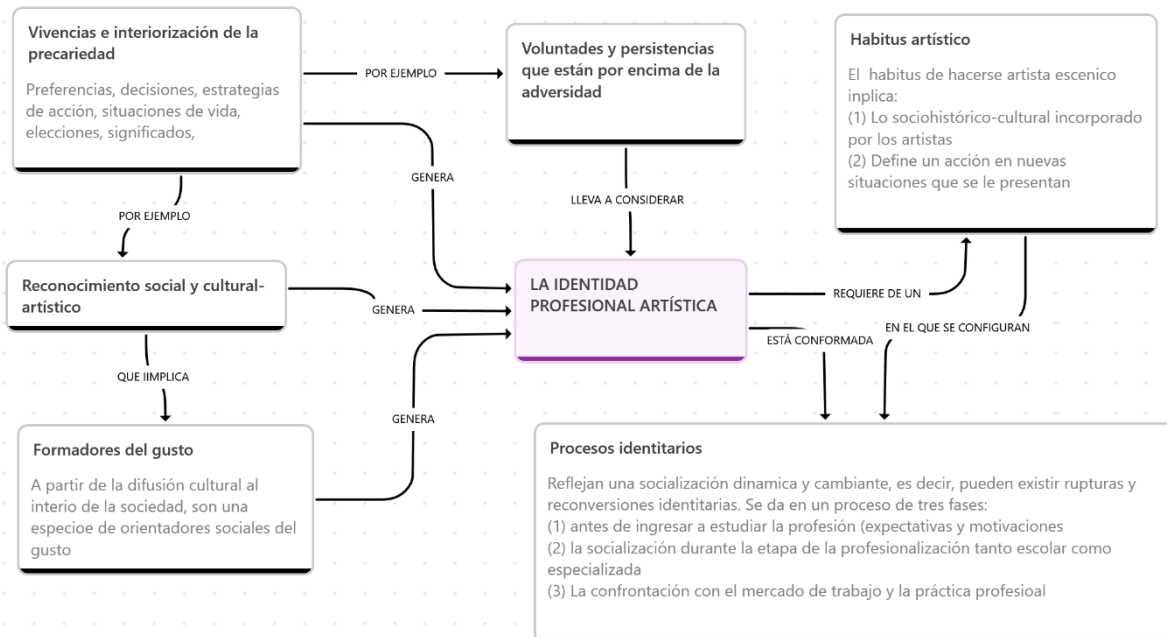 Vivencias e interiorización de la
precariedad
Preferencias, decisiones, estrategias
de acción, situaciones de vida,
elecciones, significados,
POR EJEMPLO
Voluntades y persistencias
que están por encima de la
adversidad
Habitus artístico
El habitus de hacerse artista escenico
inplica:
(1) Lo sociohistórico-cultural incorporado
por los artistas
(2) Define un acción en nuevas
situaciones que se le presentan
GENERA
LLEVA A CONSIDERAR
POR EJEMPLO
Reconocimiento social y cultural-
artístico
GENERA
LA IDENTIDAD
PROFESIONAL ARTÍSTICA
REQUIERE DE UN
EN EL QUE SE CONFIGURAN
ESTÁ CONFORMADA
QUE IIMPLICA
GENERA
Formadores del gusto
A partir de la difusión cultural al
interio de la sociedad, son una
especioe de orientadores sociales del
gusto
Procesos identitarios
Reflejan una socialización dinamica y cambiante, es decir, pueden existir rupturas y
reconversiones identitarias. Se da en un proceso de tres fases:
(1) antes de ingresar a estudiar la profesión (expectativas y motivaciones
(2) la socialización durante la etapa de la profesionalización tanto escolar como
especializada
(3) La confrontación con el mercado de trabajo y la práctica profesioal